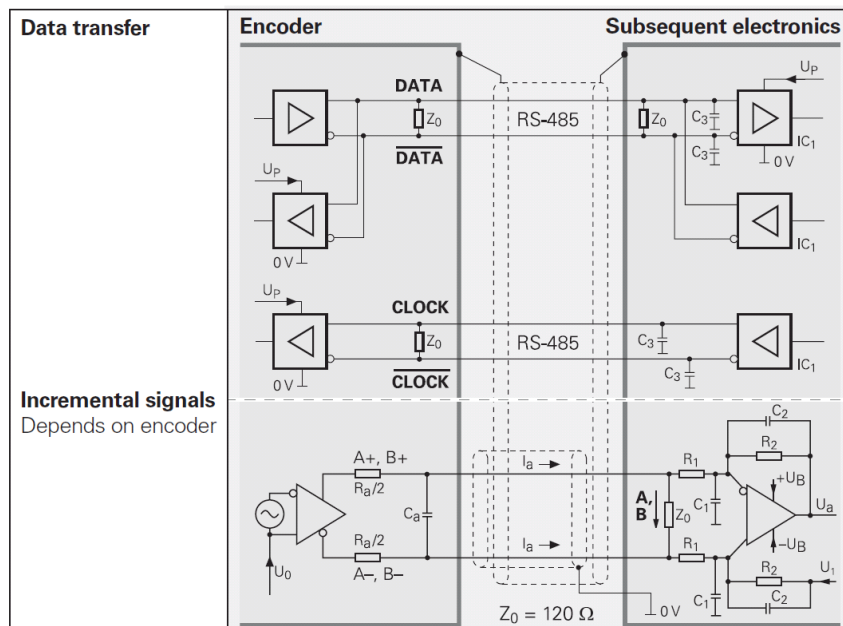 Data transfer
Encoder
Subsequent electronics
UP
DATA
Z0
RS-485
Z0
C3
DATA
C3
IC1
0 V
UP
0 V
IC1
UP
CLOCK
Z0
RS-485
C3
CLOCK
C3
IC1
0 V
Incremental signals
Depends on encoder
C2
A+, B+
Ia
R1
R2
Ra/2
+UB
A,
B
C1
Ua
Ca
Z0
Ra/2
Ia
R1
–UB
A–, B–
R2
U1
U0
C1
C2
Z0 = 120 Ω
0 V